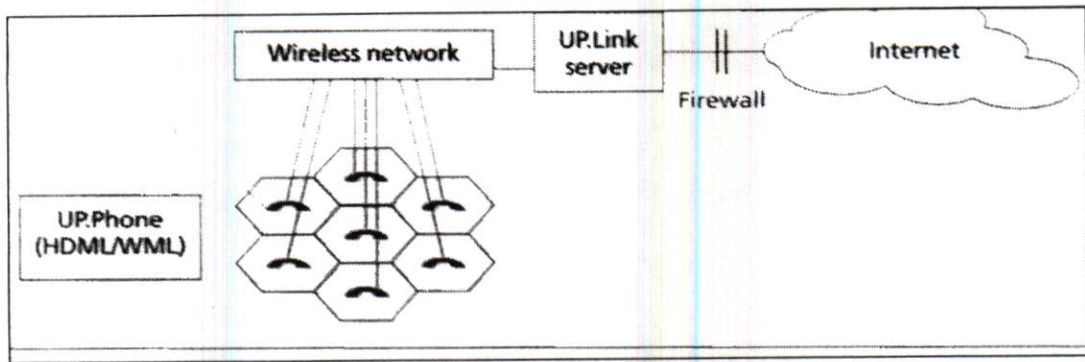 Wireless network
UP.Link
server
Internet
Firewall
UP.Phone
(HDML/WML)